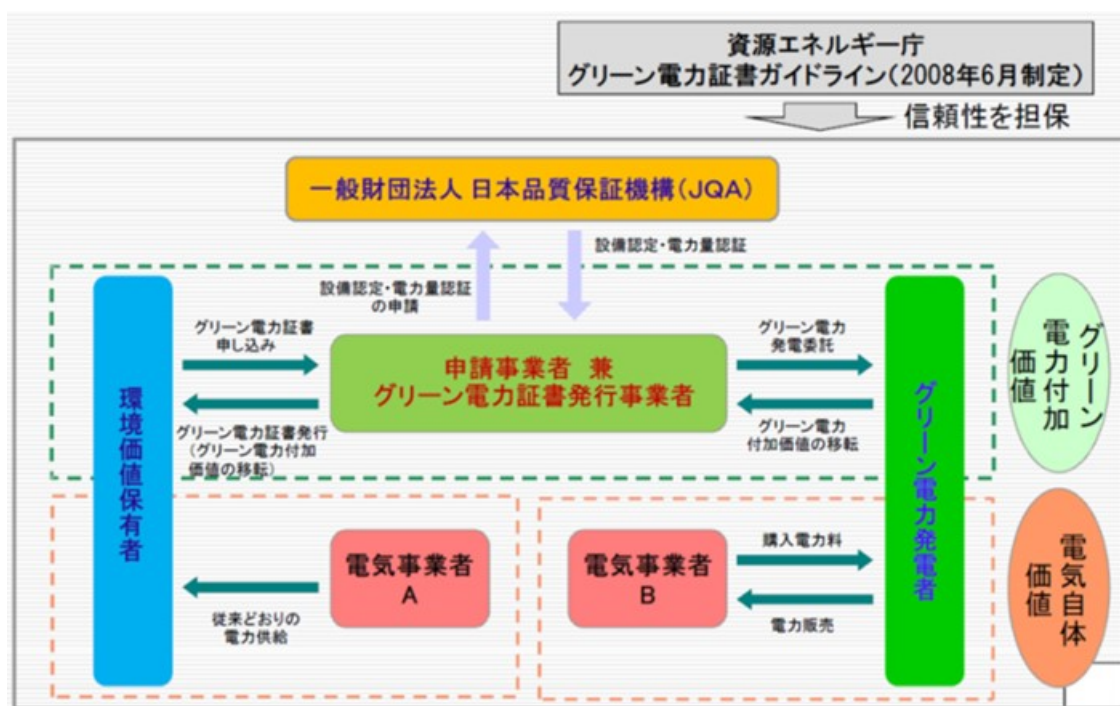 資源エネルギー庁
グリーン電力証書ガイドライン(2008年6月制定)
信頼性を担保
一般財団法人 日本品質保証機構(JQA)
設備認定・電力量認証
の申請
設備認定・電力量認証
グリーン電力証書
申し込み
グリーン電力証書発行
(グリーン電力付加
価値の移転)
申請事業者 兼
グリーン電力証書発行事業者
グリーン電力
発電委託
グリーン電力
付加価値の移転
環境価値保有者
グリーン電力発電者
グリーン
電力付加
価値
電気事業者
A
従来どおりの
電力供給
電気事業者
B
購入電力料
電力販売
電気自体
価値